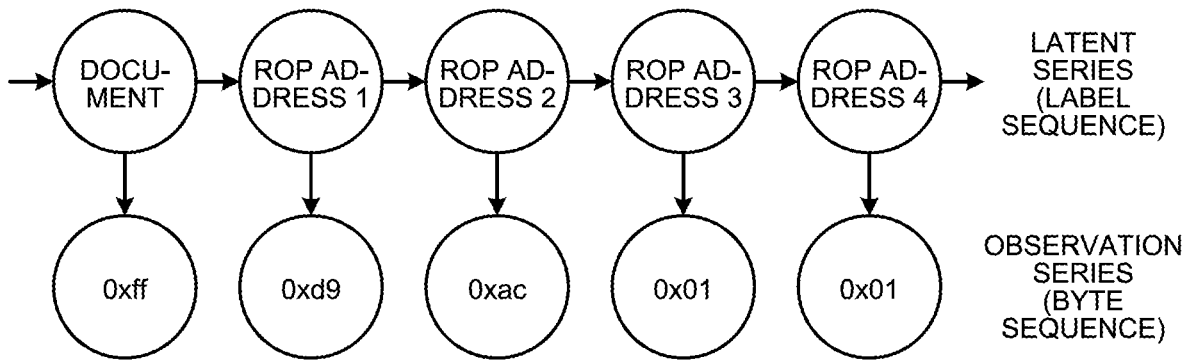 DOCU-
MENT
ROP AD-
DRESS 1
ROP AD-
DRESS 2
ROP AD-
DRESS 3
ROP AD-
DRESS 4
LATENT
SERIES
(LABEL
SEQUENCE)
0xff
0xd9
0xac
0x01
0x01
OBSERVATION
SERIES
(BYTE
SEQUENCE)